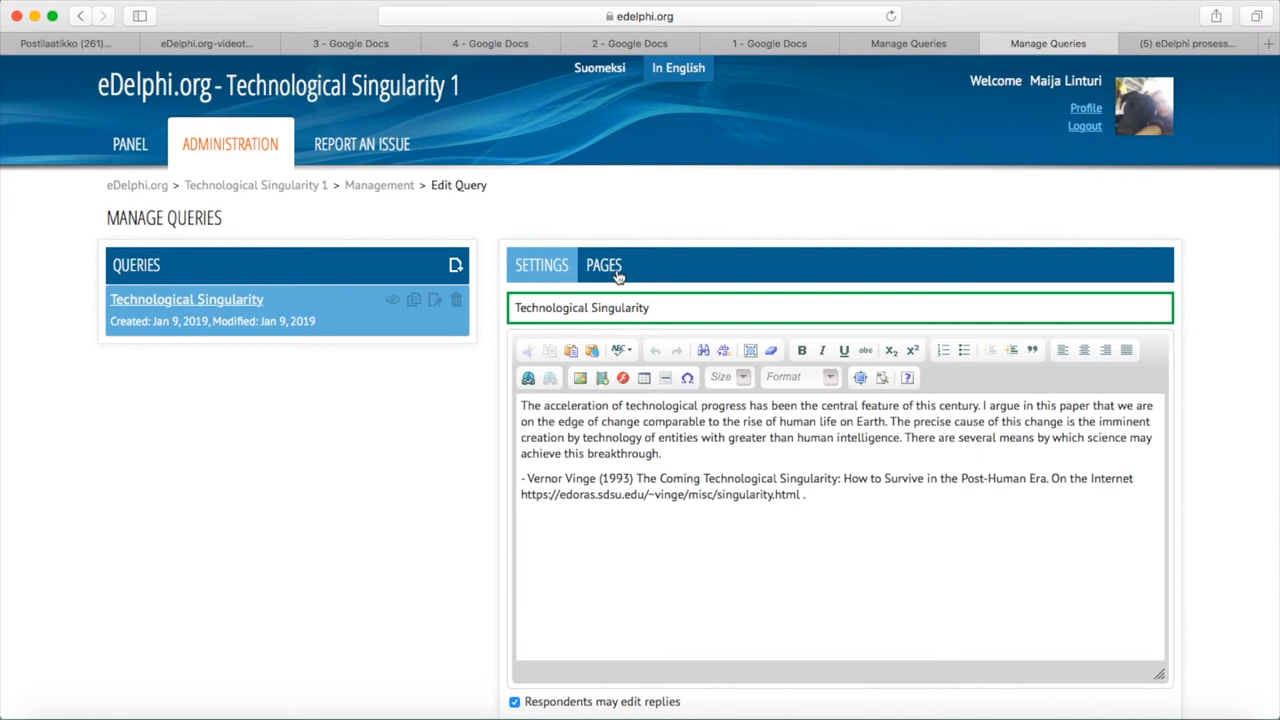 edelphi.org
Postilaatikko (261)...
eDelphi.org-videot...
3 - Google Docs
4 - Google Docs
2 - Google Docs
1 - Google Docs
Manage Queries
Manage Queries
(5) eDelphi prosess...
Suomeksi In English
eDelphi.org - Technological Singularity 1
Welcome Maija Linturi
Profile
Logout
PANEL ADMINISTRATION REPORT AN ISSUE
eDelphi.org > Technological Singularity 1 > Management > Edit Query
MANAGE QUERIES
QUERIES
Technological Singularity
Created: Jan 9, 2019, Modified: Jan 9, 2019
SETTINGS PAGES
Technological Singularity
ABC B I U abc X2 X2
Size Format ?
The acceleration of technological progress has been the central feature of this century. I argue in this paper that we are
on the edge of change comparable to the rise of human life on Earth. The precise cause of this change is the imminent
creation by technology of entities with greater than human intelligence. There are several means by which science may
achieve this breakthrough.
- Vernor Vinge (1993) The Coming Technological Singularity: How to Survive in the Post-Human Era. On the Internet
https://edoras.sdsu.edu/~vinge/misc/singularity.html .
Respondents may edit replies